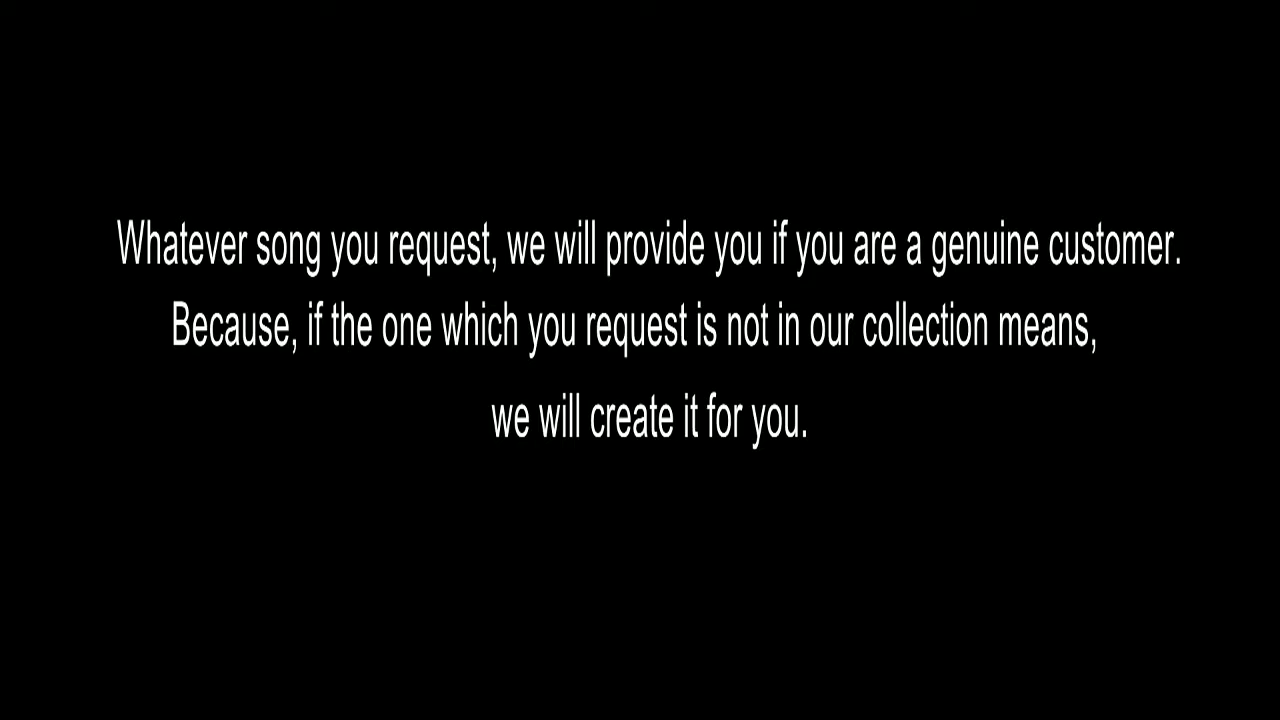 Whatever song you request, we will provide you if you are a genuine customer.
Because, if the one which you request is not in our collection means,
we will create it for you.